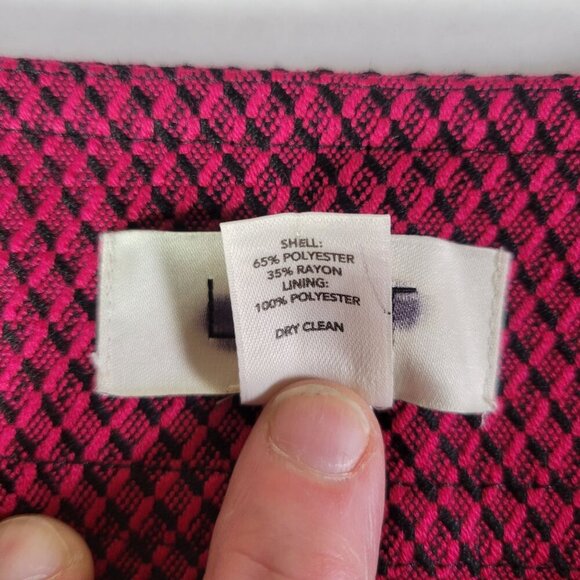 SHELL:
65% POLYESTER
35% RAYON
LINING:
100% POLYESTER
DRY CLEAN